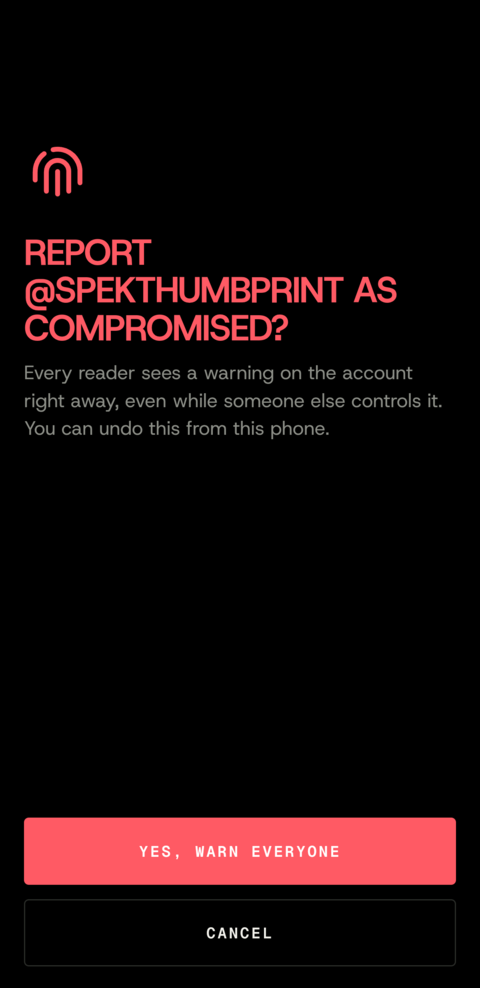 REPORT
@SPEKTHUMBPRINT AS
COMPROMISED?
Every reader sees a warning on the account
right away, even while someone else controls it.
You can undo this from this phone.
YES, WARN EVERYONE
CANCEL